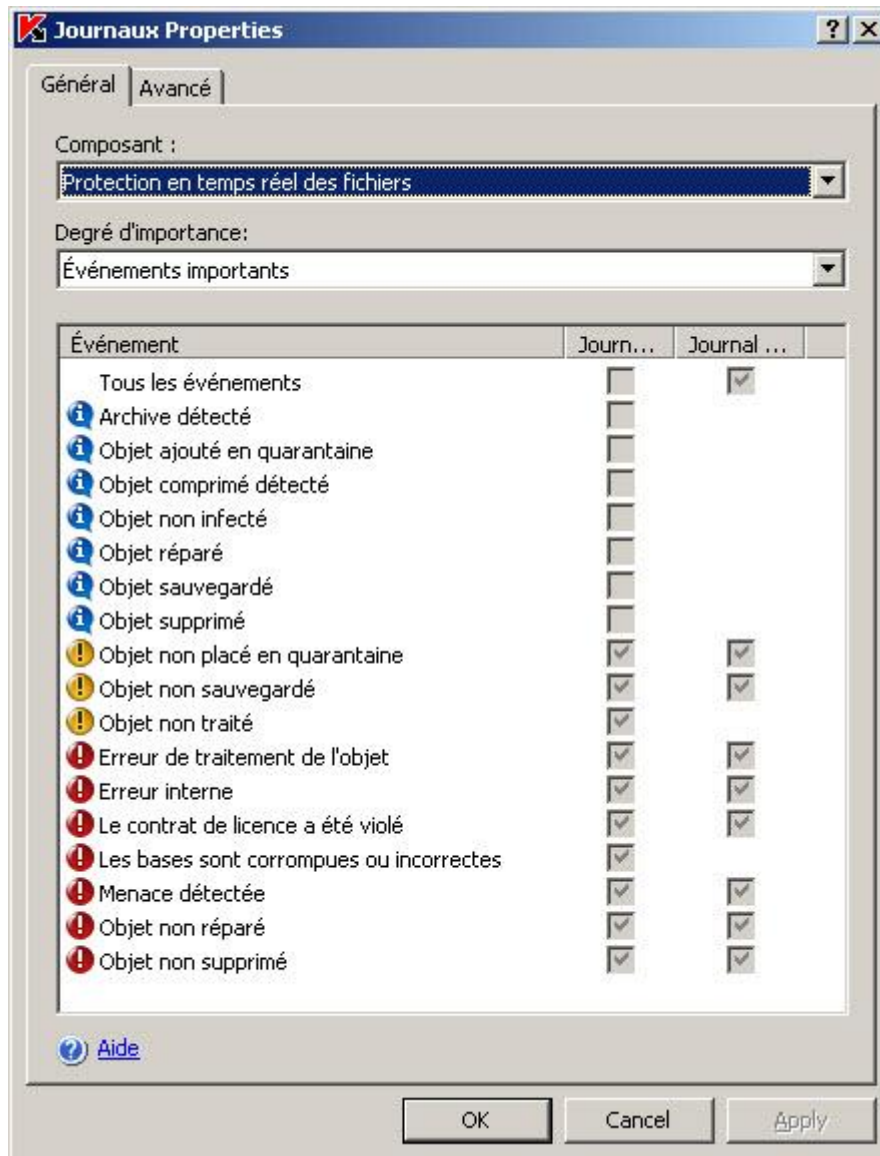 Journaux Properties
Général
Avancé
Composant :
Protection en temps réel des fichiers
Degré d'importance:
Événements importants
Événement Journ... Journal ...
Tous les événements
Archive détecté
Objet ajouté en quarantaine
Objet comprimé détecté
Objet non infecté
Objet réparé
Objet sauvegardé
Objet supprimé
Objet non placé en quarantaine
Objet non sauvegardé
Objet non traité
Erreur de traitement de l'objet
Erreur interne
Le contrat de licence a été violé
Les bases sont corrompues ou incorrectes
Menace détectée
Objet non réparé
Objet non supprimé
Aide
OK Cancel Apply